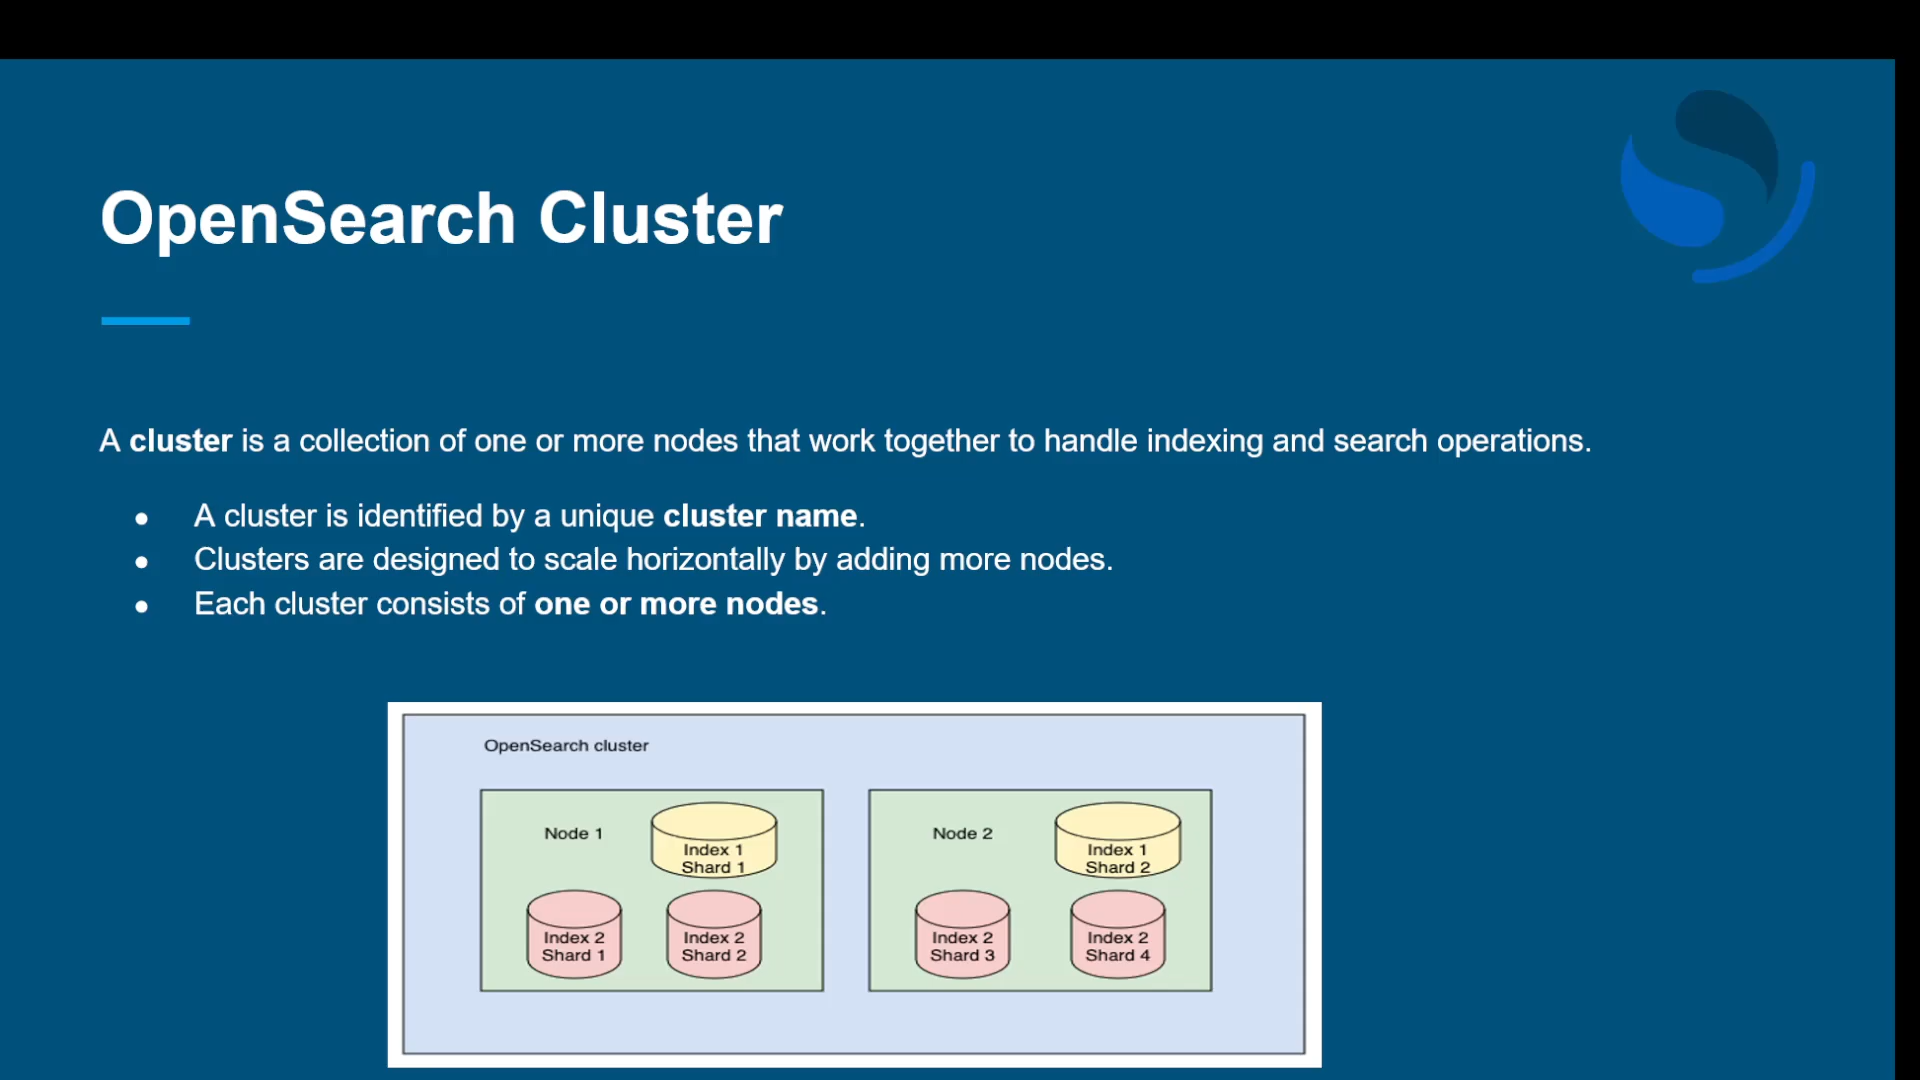 OpenSearch Cluster
A cluster is a collection of one or more nodes that work together to handle indexing and search operations.
● A cluster is identified by a unique cluster name.
● Clusters are designed to scale horizontally by adding more nodes.
● Each cluster consists of one or more nodes.
OpenSearch cluster
Node 1
Index 1
Shard 1
Index 2
Shard 1
Index 2
Shard 2
Node 2
Index 1
Shard 2
Index 2
Shard 3
Index 2
Shard 4